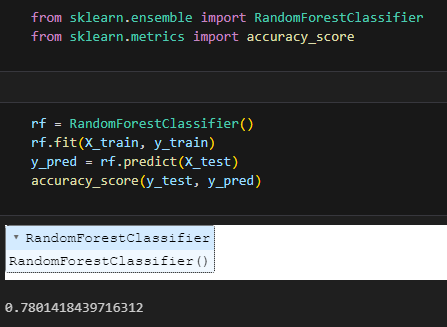 from sklearn.ensemble import RandomForestClassifier
from sklearn.metrics import accuracy_score
rf = RandomForestClassifier()
rf.fit(X_train, y_train)
y_pred = rf.predict(X_test)
accuracy_score(y_test, y_pred)
▾ RandomForestClassifier
RandomForestClassifier()
0.7801418439716312